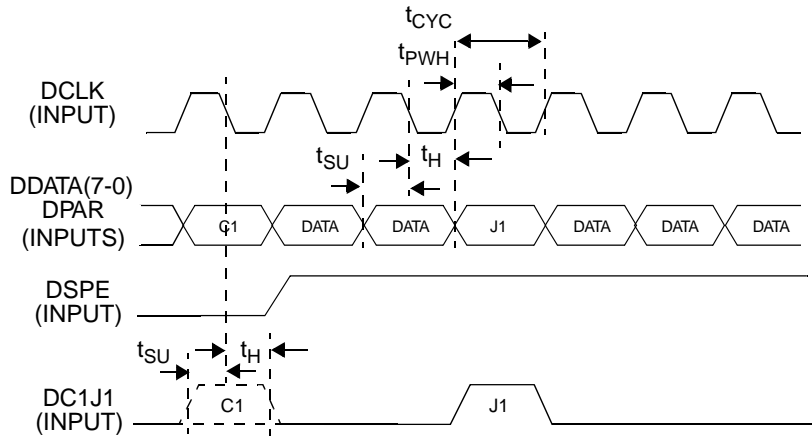 tCYC
tPWH
DCLK
(INPUT)
tSU
tH
DDATA(7-0)
DPAR
(INPUTS)
C1
DATA
DATA
J1
DATA
DATA
DATA
DSPE
(INPUT)
tSU
tH
DC1J1
(INPUT)
C1
J1